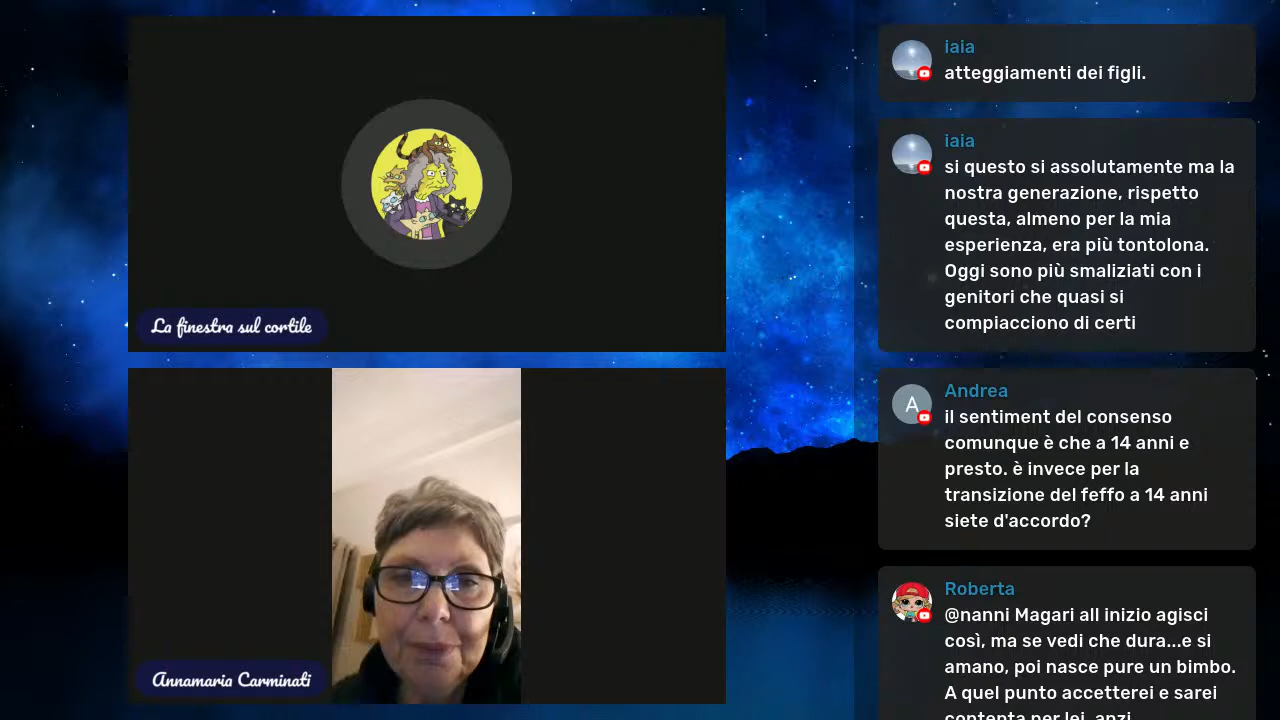 La finestra sul cortile
Annamaria Carminati
iaia
atteggiamenti dei figli.
iaia
si questo si assolutamente ma la
nostra generazione, rispetto
questa, almeno per la mia
esperienza, era più tontolona.
Oggi sono più smaliziati con i
genitori che quasi si
compiacciono di certi
A
Andrea
il sentiment del consenso
comunque è che a 14 anni e
presto. è invece per la
transizione del feffo a 14 anni
siete d'accordo?
Roberta
@nanni Magari all inizio agisci
così, ma se vedi che dura...e si
amano, poi nasce pure un bimbo.
A quel punto accetterei e sarei
contenta per lei, anzi